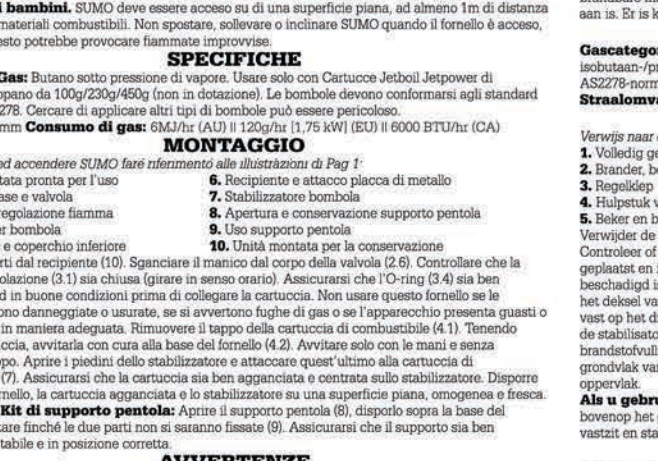 i bambini. SUMO deve essere acceso su di una superficie piana, ad almeno 1m di distanza
materiali combustibili. Non spostare, sollevare o inclinare SUMO quando il fornello è acceso,
esto potrebbe provocare fiammate improvvise.
SPECIFICHE
Gas: Butano sotto pressione di vapore. Usare solo con Cartucce Jetboil Jetpower di
opano da 100g/230g/450g (non in dotazione). Le bombole devono conformarsi agli standard
278. Cercare di applicare altri tipi di bombole può essere pericoloso.
mm Consumo di gas: 6MJ/hr (AU) || 120g/hr [1,75 kW] (EU) || 6000 BTU/hr (CA)
MONTAGGIO
ed accendere SUMO faré riferimento alle illustrazioni di Pag 1:
tata pronta per l'uso
ase e valvola
regolazione fiamma
er bombola
e coperchio inferiore
6. Recipiente e attacco placca di metallo
7. Stabilizzatore bombola
8. Apertura e conservazione supporto pentola
9. Uso supporto pentola
10. Unità montata per la conservazione
rti dal recipiente (10). Sganciare il manico dal corpo della valvola (2.6). Controllare che la
olazione (3.1) sia chiusa (girare in senso orario). Assicurarsi che l'O-ring (3.4) sia ben
d in buone condizioni prima di collegare la cartuccia. Non usare questo fornello se le
ono danneggiate o usurate, se si avvertono fughe di gas o se l'apparecchio presenta guasti o
in maniera adeguata. Rimuovere il tappo della cartuccia di combustibile (4.1). Tenendo
ccia, avvitarla con cura alla base del fornello (4.2). Avvitare solo con le mani e senza
ppo. Aprire i piedini dello stabilizzatore e attaccare quest'ultimo alla cartuccia di
(7). Assicurarsi che la cartuccia sia ben agganciata e centrata sullo stabilizzatore. Disporre
rnello, la cartuccia agganciata e lo stabilizzatore su una superficie piana, omogenea e fresca.
Kit di supporto pentola: Aprire il supporto pentola (8), disporlo sopra la base del
tare finché le due parti non si saranno fissate (9). Assicurarsi che il supporto sia ben
tabile e in posizione corretta.
AVVERTENZE
aan is. Er is k
Gascategor
isobutaan-/pr
AS2278-norm
Straalomva
Verwijs naar
1. Volledig ge
2. Brander, b
3. Regelklep
4. Hulpstuk v
5. Beker en b
Verwijder de
Controleer of
geplaatst en i
beschadigd is
het deksel va
vast op het d
de stabilisato
brandstofvull
grondvlak va
oppervlak.
Als u gebru
bovenop het
vastzit en sta